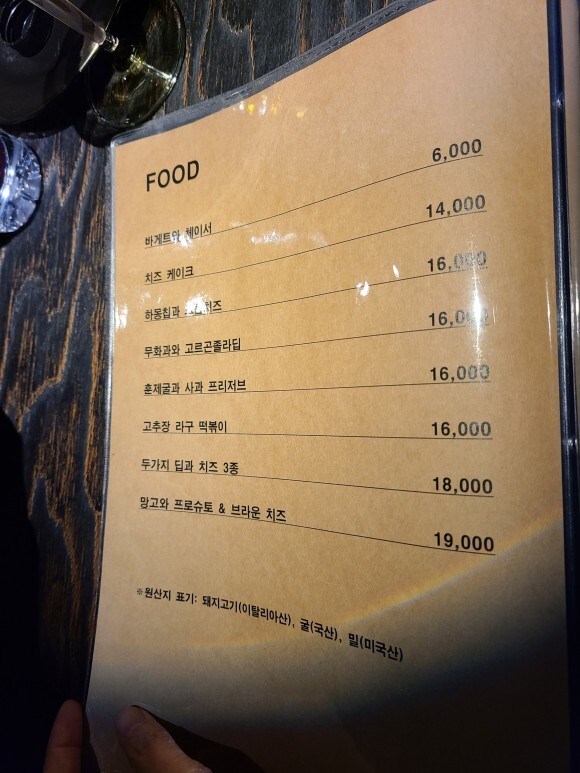 FOOD
바게트와 6,000
치즈 케이크 14,000
하몽칩과 16,000
무화과와 고르곤졸라딥 16,000
훈제굴과 사과 프리저브 16,000
고추장 라구 떡볶이 16,000
두가지 딥과 치즈 3종 18,000
망고와 프로슈토 & 브라운 치즈 19,000
※원산지 표기: 돼지고기(이탈리아산), 굴(국산), 밀(미국산)